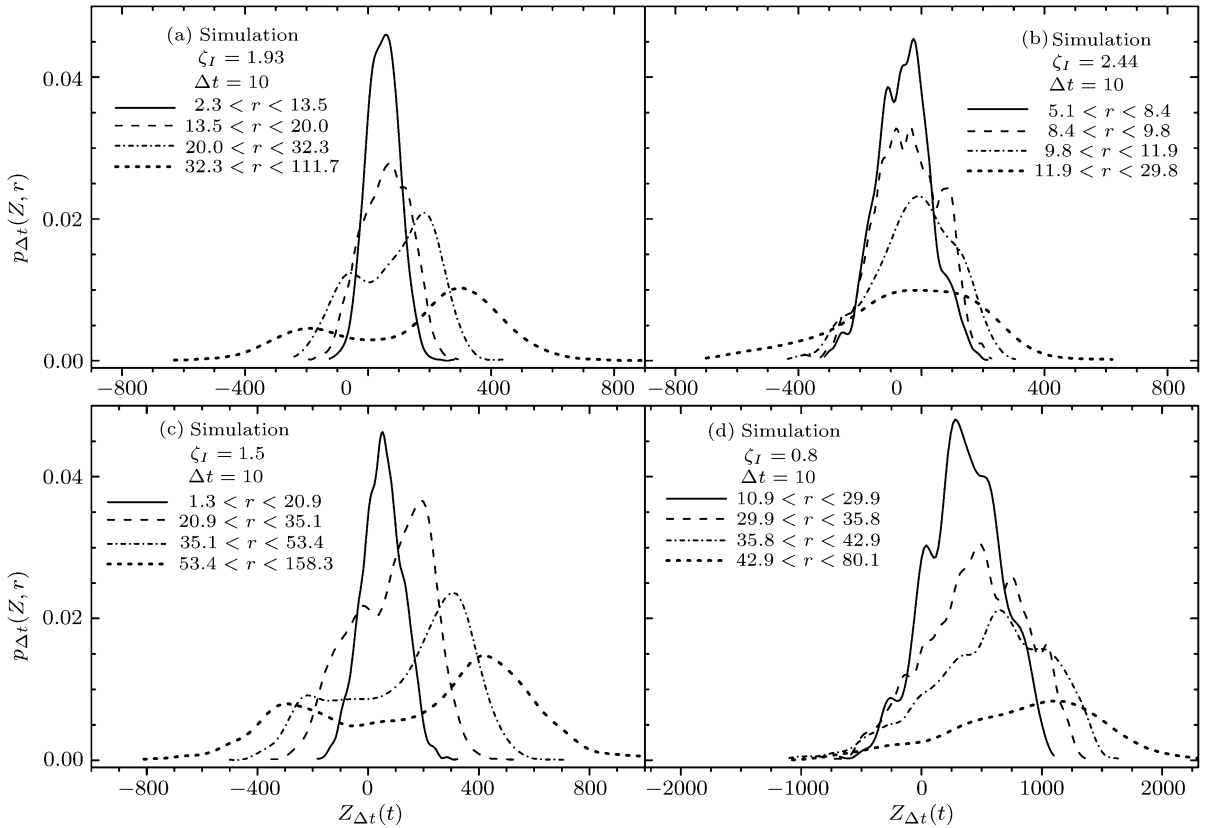 (a) Simulation
ζ_I = 1.93
Δt = 10
2.3 < r < 13.5
13.5 < r < 20.0
20.0 < r < 32.3
32.3 < r < 111.7
0.04
0.02
0.00
p_Δt(Z, r)
−800
−400
0
400
800
(b) Simulation
ζ_I = 2.44
Δt = 10
5.1 < r < 8.4
8.4 < r < 9.8
9.8 < r < 11.9
11.9 < r < 29.8
−800
−400
0
400
800
(c) Simulation
ζ_I = 1.5
Δt = 10
1.3 < r < 20.9
20.9 < r < 35.1
35.1 < r < 53.4
53.4 < r < 158.3
0.04
0.02
0.00
p_Δt(Z, r)
−800
−400
0
400
800
Z_Δt(t)
(d) Simulation
ζ_I = 0.8
Δt = 10
10.9 < r < 29.9
29.9 < r < 35.8
35.8 < r < 42.9
42.9 < r < 80.1
−2000
−1000
0
1000
2000
Z_Δt(t)